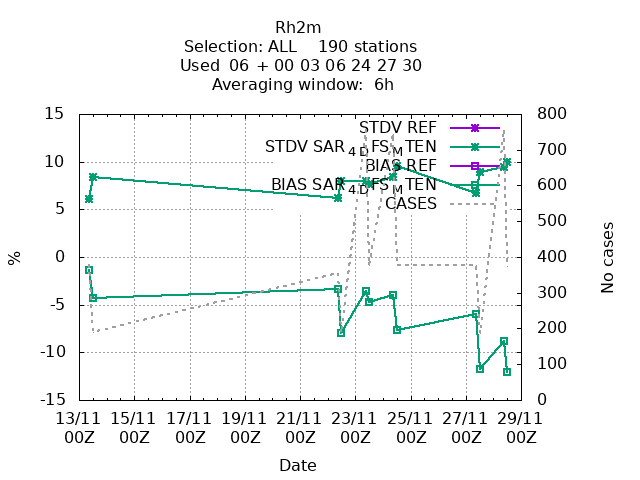 Rh2m
Selection: ALL    190 stations
Used  06 + 00 03 06 24 27 30
Averaging window:  6h
STDV REF
STDV SAR4DFSMTEN
BIAS REF
BIAS SAR4DFSMTEN
CASES
15
10
5
0
-5
-10
-15
%
800
700
600
500
400
300
200
100
0
No cases
13/11 15/11 17/11 19/11 21/11 23/11 25/11 27/11 29/11
00Z 00Z 00Z 00Z 00Z 00Z 00Z 00Z 00Z
Date